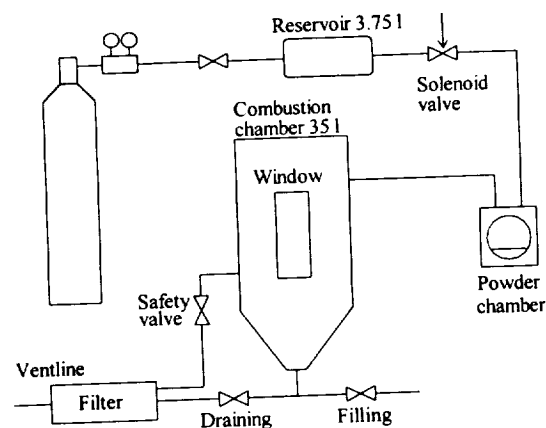 Reservoir 3.75 l
Solenoid
valve
Combustion
chamber 35 l
Window
Powder
chamber
Safety
valve
Ventline
Filter
Draining
Filling